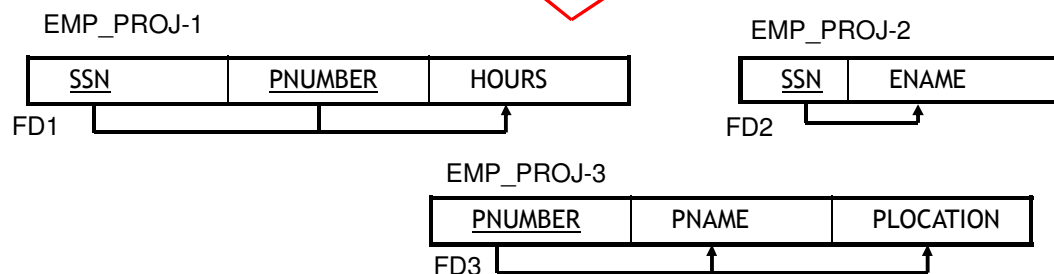 EMP_PROJ-1
EMP_PROJ-2
SSN PNUMBER HOURS
SSN ENAME
FD1
FD2
EMP_PROJ-3
PNUMBER PNAME PLOCATION
FD3